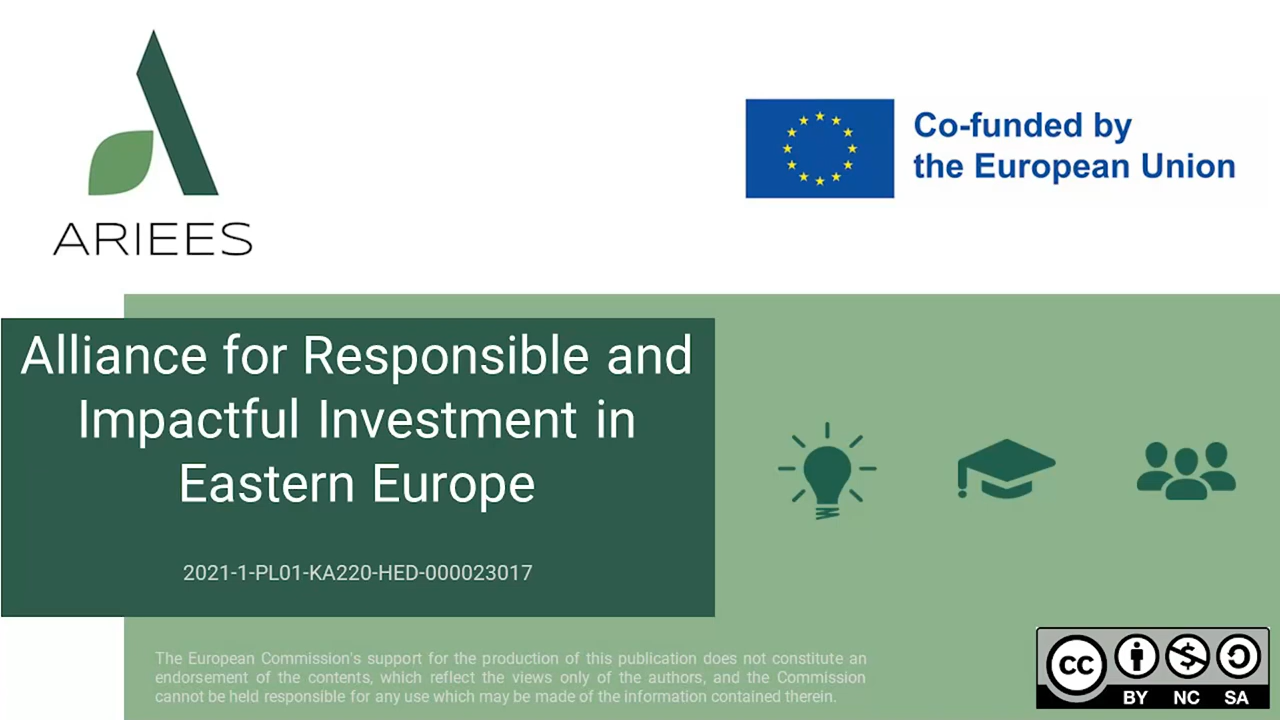 ARIEES
Co-funded by
the European Union
Alliance for Responsible and
Impactful Investment in
Eastern Europe
2021-1-PL01-KA220-HED-000023017
The European Commission's support for the production of this publication does not constitute an
endorsement of the contents, which reflect the views only of the authors, and the Commission
cannot be held responsible for any use which may be made of the information contained therein.
cc
BY NC SA